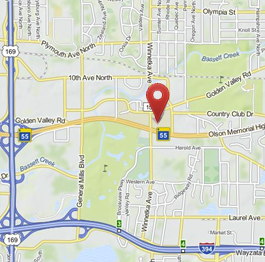 Olympia St
Plymouth Ave North
Winnetka Ave
Bassett Creek
169
10th Ave North
Golden Valley Rd
Country Club Dr
Golden Valley Rd
55
55
Olson Memorial Hig
Harold Ave
Bassett Creek
General Mills Blvd
Western Ave
Winnetka Ave
Laurel Ave
Market St
169
394
Wayzata B